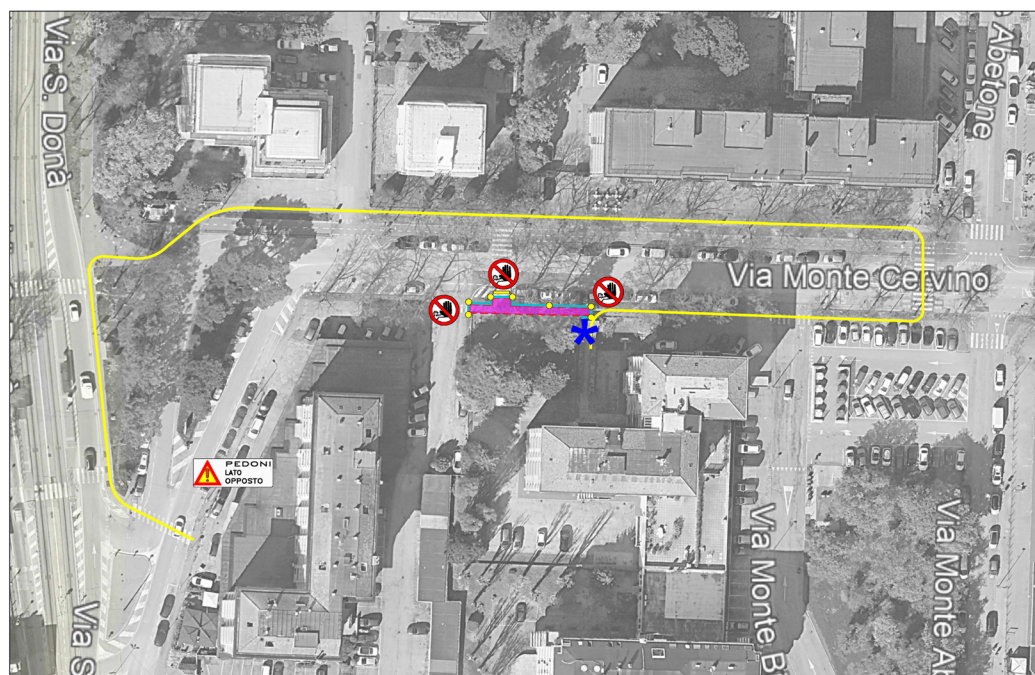 Via S. Donà
Abetone
Via Monte Cervino
PEDONI
LATO
OPPOSTO
Via S
Via Monte B
Via Monte A